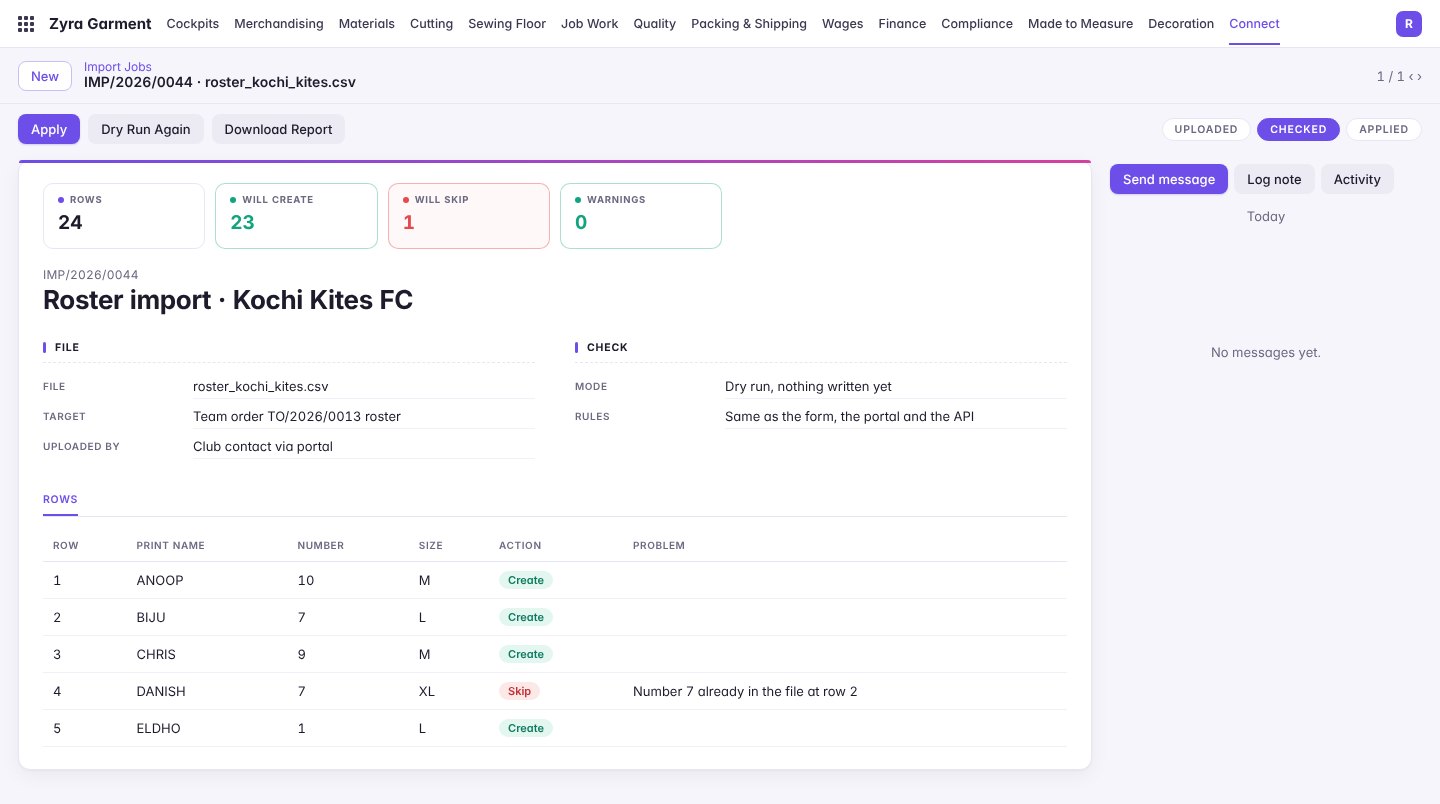 Zyra Garment Cockpits Merchandising Materials Cutting Sewing Floor Job Work Quality Packing & Shipping Wages Finance Compliance Made to Measure Decoration Connect R
New
Import Jobs
IMP/2026/0044 · roster_kochi_kites.csv
1 / 1 ‹ ›
Apply Dry Run Again Download Report
UPLOADED CHECKED APPLIED
ROWS
24
WILL CREATE
23
WILL SKIP
1
WARNINGS
0
Send message Log note Activity
Today
No messages yet.
IMP/2026/0044
Roster import · Kochi Kites FC
FILE
FILE roster_kochi_kites.csv
TARGET Team order TO/2026/0013 roster
UPLOADED BY Club contact via portal
CHECK
MODE Dry run, nothing written yet
RULES Same as the form, the portal and the API
ROWS
ROW PRINT NAME NUMBER SIZE ACTION PROBLEM
1 ANOOP 10 M Create
2 BIJU 7 L Create
3 CHRIS 9 M Create
4 DANISH 7 XL Skip Number 7 already in the file at row 2
5 ELDHO 1 L Create